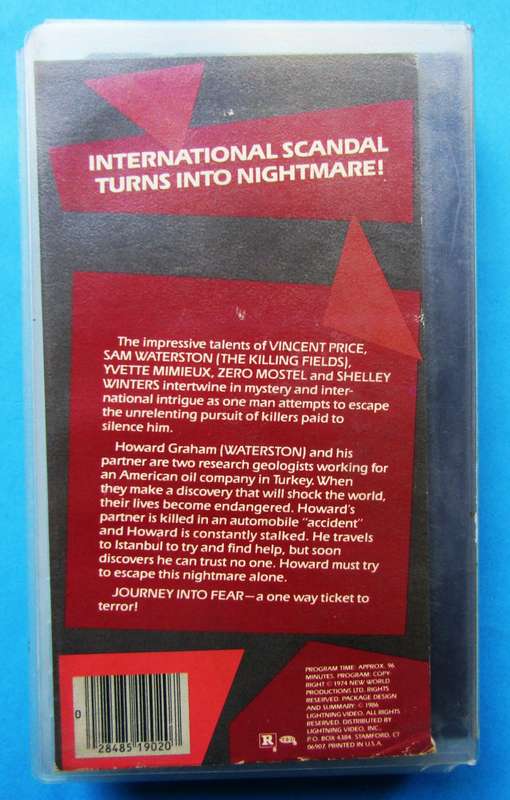 INTERNATIONAL SCANDAL
TURNS INTO NIGHTMARE!
The impressive talents of VINCENT PRICE,
SAM WATERSTON (THE KILLING FIELDS),
YVETTE MIMIEUX, ZERO MOSTEL and SHELLEY
WINTERS intertwine in mystery and inter-
national intrigue as one man attempts to escape
the unrelenting pursuit of killers paid to
silence him.
Howard Graham (WATERSTON) and his
partner are two research geologists working for
an American oil company in Turkey. When
they make a discovery that will shock the world,
their lives become endangered. Howard's
partner is killed in an automobile "accident"
and Howard is constantly stalked. He travels
to Istanbul to try and find help, but soon
discovers he can trust no one. Howard must try
to escape this nightmare alone.
JOURNEY INTO FEAR—a one way ticket to
terror!
PROGRAM TIME: APPROX. 96
MINUTES. PROGRAM: COPY-
RIGHT © 1974 NEW WORLD
PRODUCTIONS LTD. RIGHTS
RESERVED. PACKAGE DESIGN
AND SUMMARY: © 1986
LIGHTNING VIDEO. ALL RIGHTS
RESERVED. DISTRIBUTED BY
LIGHTNING VIDEO, INC.
P.O. BOX 4384, STAMFORD, CT
06907. PRINTED IN U.S.A.
R
0
28485 19020